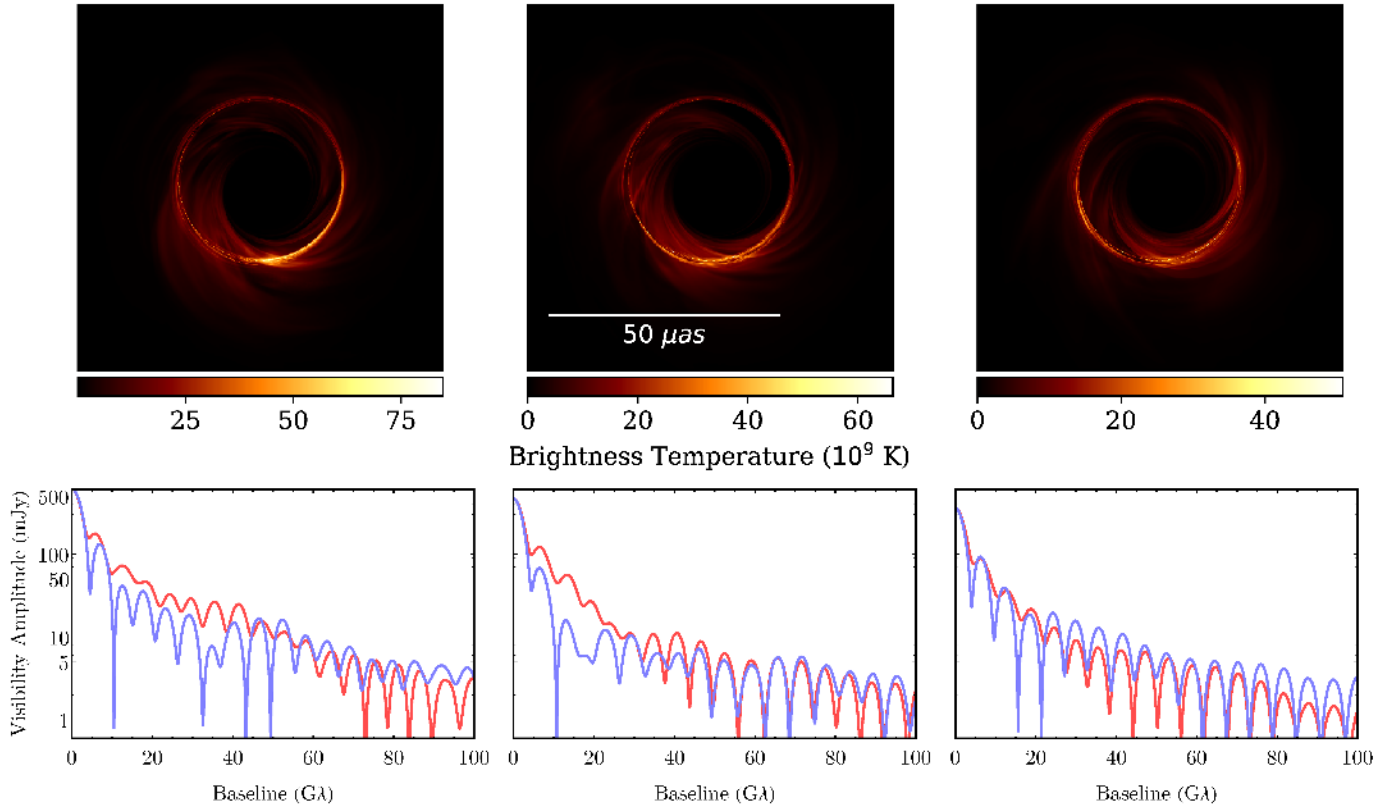 50 μas
25 50 75
0 20 40 60
0 20 40
Brightness Temperature (10⁹ K)
Visibility Amplitude (mJy)
500
100
50
10
5
1
0 20 40 60 80 100
0 20 40 60 80 100
0 20 40 60 80 100
Baseline (Gλ)
Baseline (Gλ)
Baseline (Gλ)